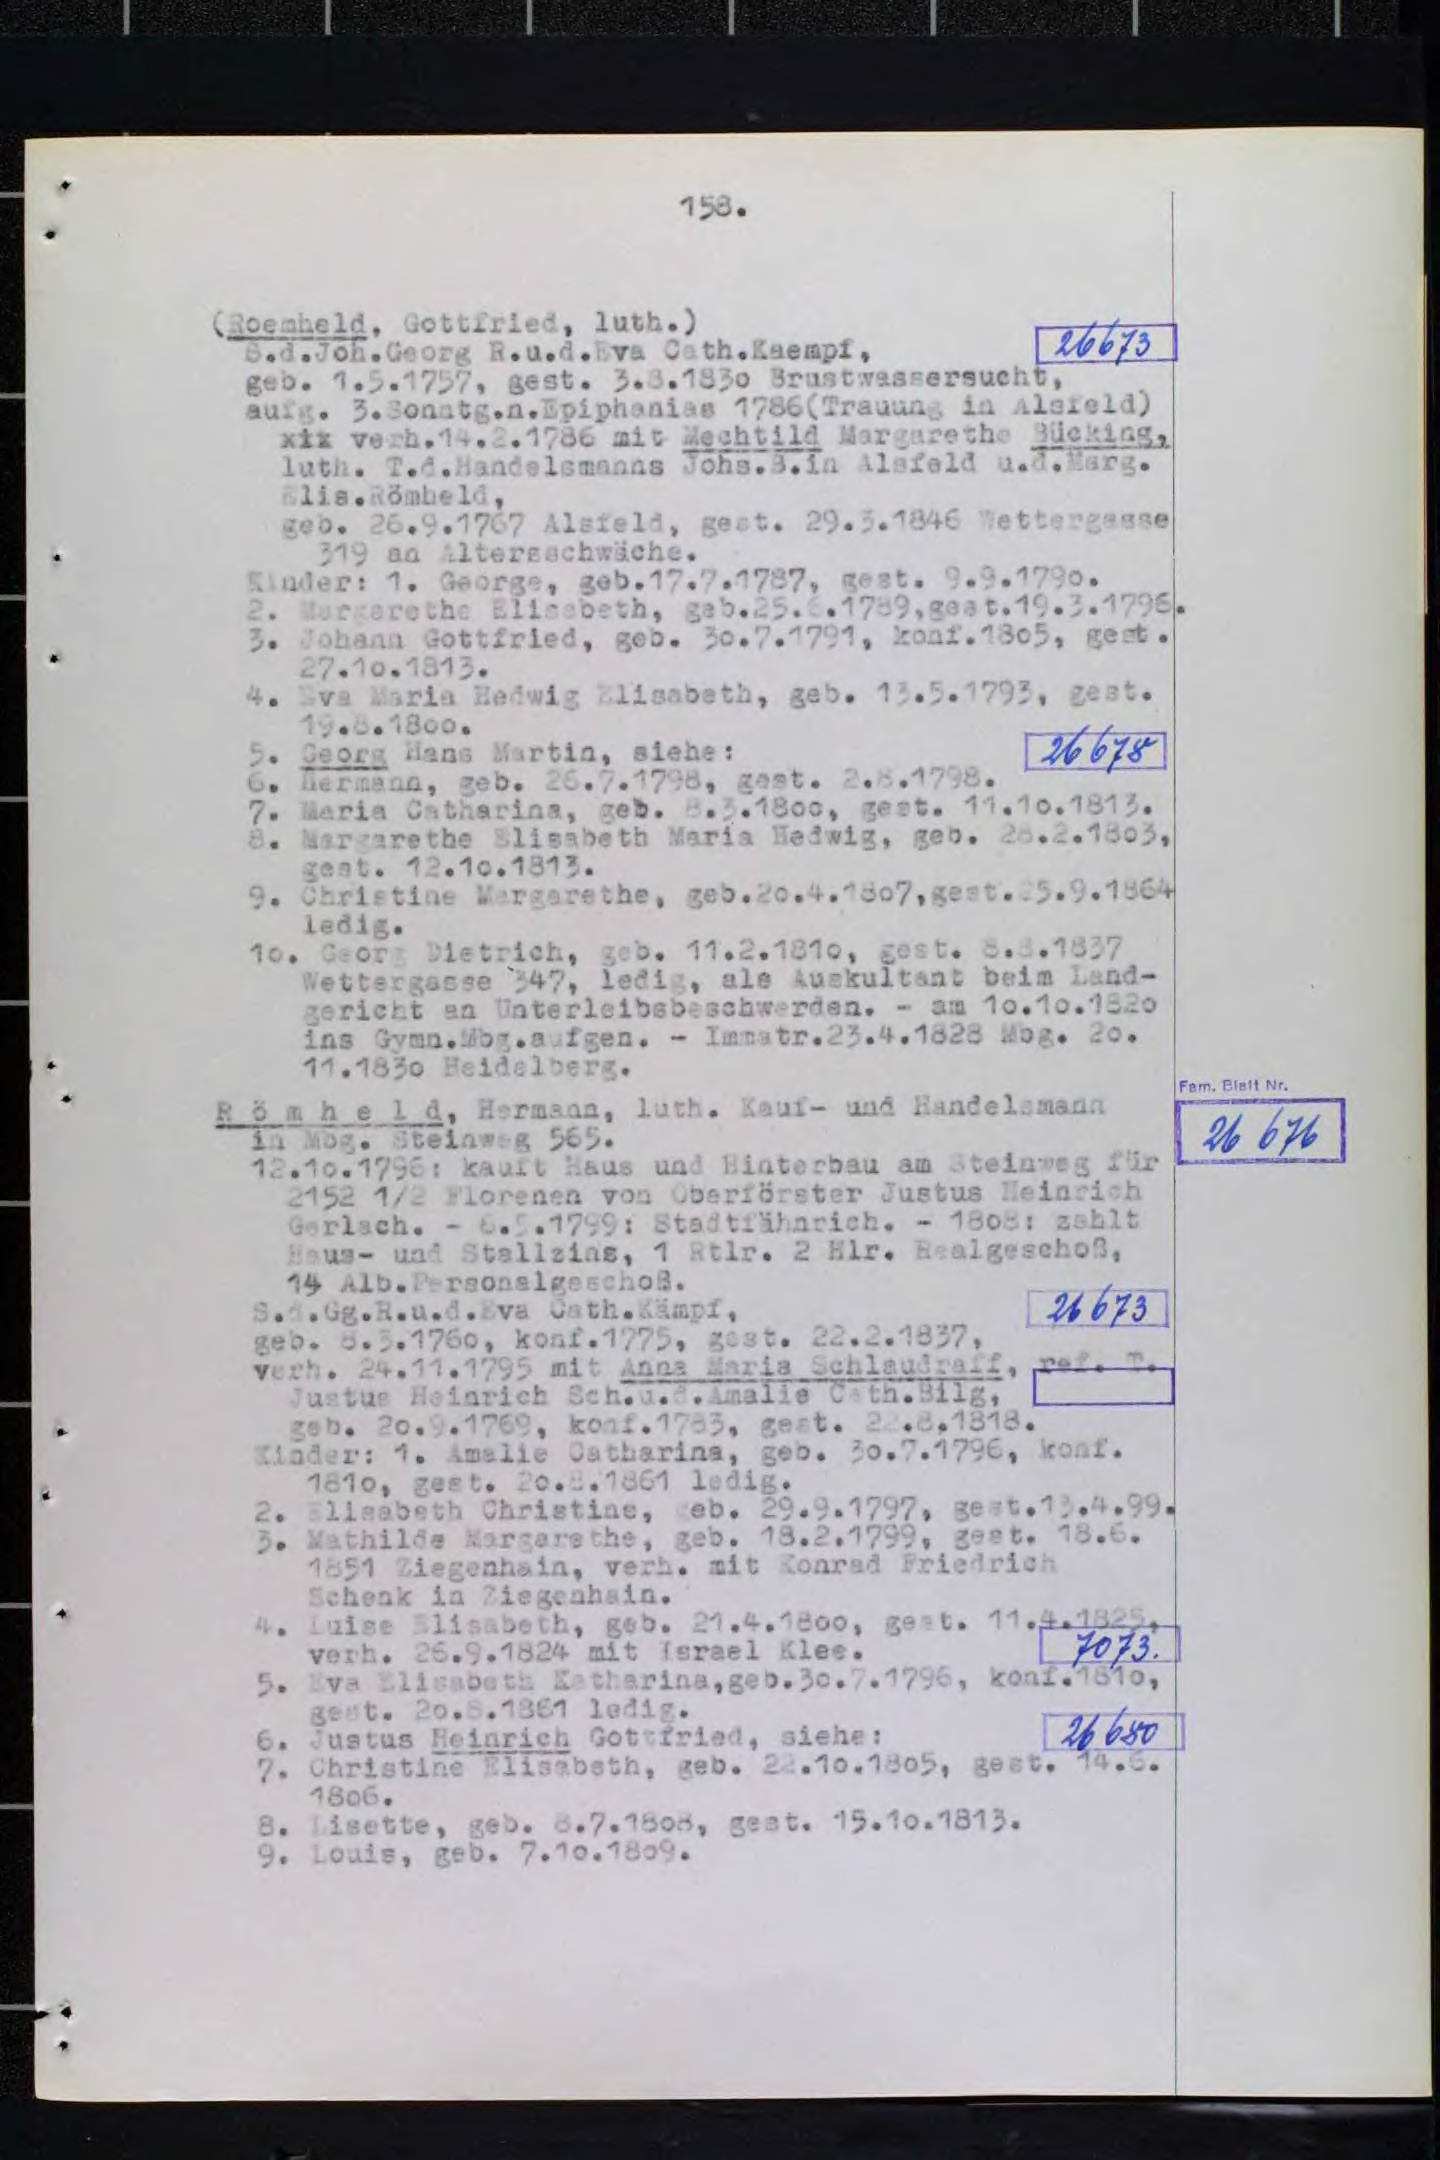 158.
(Roemheld, Gottfried, luth.)
S.d.Joh.Georg R.u.d.Eva Cath.Kaempf,
26673
geb. 1.5.1757, gest. 3.8.1830 Brustwassersucht,
aufg. 3.Sonntg.n.Epiphanias 1786(Trauung in Alsfeld)
xix verh.14.2.1786 mit Mechtild Margarethe Bücking,
luth. T.d.Handelsmanns Johs.B.in Alsfeld u.d.Marg.
Elis.Römheld,
geb. 26.9.1767 Alsfeld, gest. 29.3.1846 Wettergasse
319 an Altersschwäche.
Kinder: 1. George, geb.17.7.1787, gest. 9.9.1790.
2. Margarethe Elisabeth, geb. gest.19.3.1796.
3. Johann Gottfried, geb. 30.7.1791, konf.1805, gest.
27.10.1813.
4. Eva Maria Hedwig Elisabeth, geb. 13.5.1793, gest.
19.8.1800.
5. Georg Hans Martin, siehe:
26678
6. Hermann, geb. 26.7.1798, gest. 2.8.1798.
7. Maria Catharina, geb. 8.3.1800, gest. 11.10.1813.
8. Margarethe Elisabeth Maria Hedwig, geb. 28.2.1803,
gest. 12.10.1813.
9. Christine Margarethe, geb.20.4.1807,gest.25.9.1864
ledig.
10. Georg Dietrich, geb. 11.2.1810, gest. 8.8.1837
Wettergasse 347, ledig, als Auskultant beim Land-
gericht an Unterleibsbeschwerden. - am 10.10.1820
ins Gymn.Mbg.aufgen. - Immatr.23.4.1828 Mbg. 20.
11.1830 Heidelberg.
Fam. Blatt Nr.
26 676
Römheld, Hermann, luth. Kauf- und Handelsmann
in Mbg. Steinweg 565.
12.10.1796: kauft Haus und Hinterbau am Steinweg für
2152 1/2 Florenen von Oberförster Justus Heinrich
Gerlach. - 6.5.1799: Stadtfähnrich. - 1808: zahlt
Haus- und Stallzins, 1 Rtlr. 2 Hlr. Realgeschoß,
14 Alb.Personalgeschoß.
S.d.Gg.R.u.d.Eva Cath.Kämpf,
26673
geb. 8.3.1760, konf.1775, gest. 22.2.1837,
verh. 24.11.1795 mit Anna Maria Schlaudraff, ref. T.
Justus Heinrich Sch.u.d.Amalie Cath.Bilg,
geb. 20.9.1769, konf.1783, gest. 22.8.1818.
Kinder: 1. Amalie Catharina, geb. 30.7.1796, konf.
1810, gest. 20.8.1861 ledig.
2. Elisabeth Christine, geb. 29.9.1797, gest.13.4.99.
3. Mathilde Margarethe, geb. 18.2.1799, gest. 18.6.
1851 Ziegenhain, verh. mit Konrad Friedrich
Schenk in Ziegenhain.
4. Luise Elisabeth, geb. 21.4.1800, gest. 11.4.1825,
verh. 26.9.1824 mit Israel Klee.
7073.
5. Eva Elisabeth Katharina,geb.30.7.1796, konf.1810,
gest. 20.8.1861 ledig.
6. Justus Heinrich Gottfried, siehe:
26680
7. Christine Elisabeth, geb. 22.10.1805, gest. 14.6.
1806.
8. Lisette, geb. 8.7.1808, gest. 15.10.1813.
9. Louis, geb. 7.10.1809.